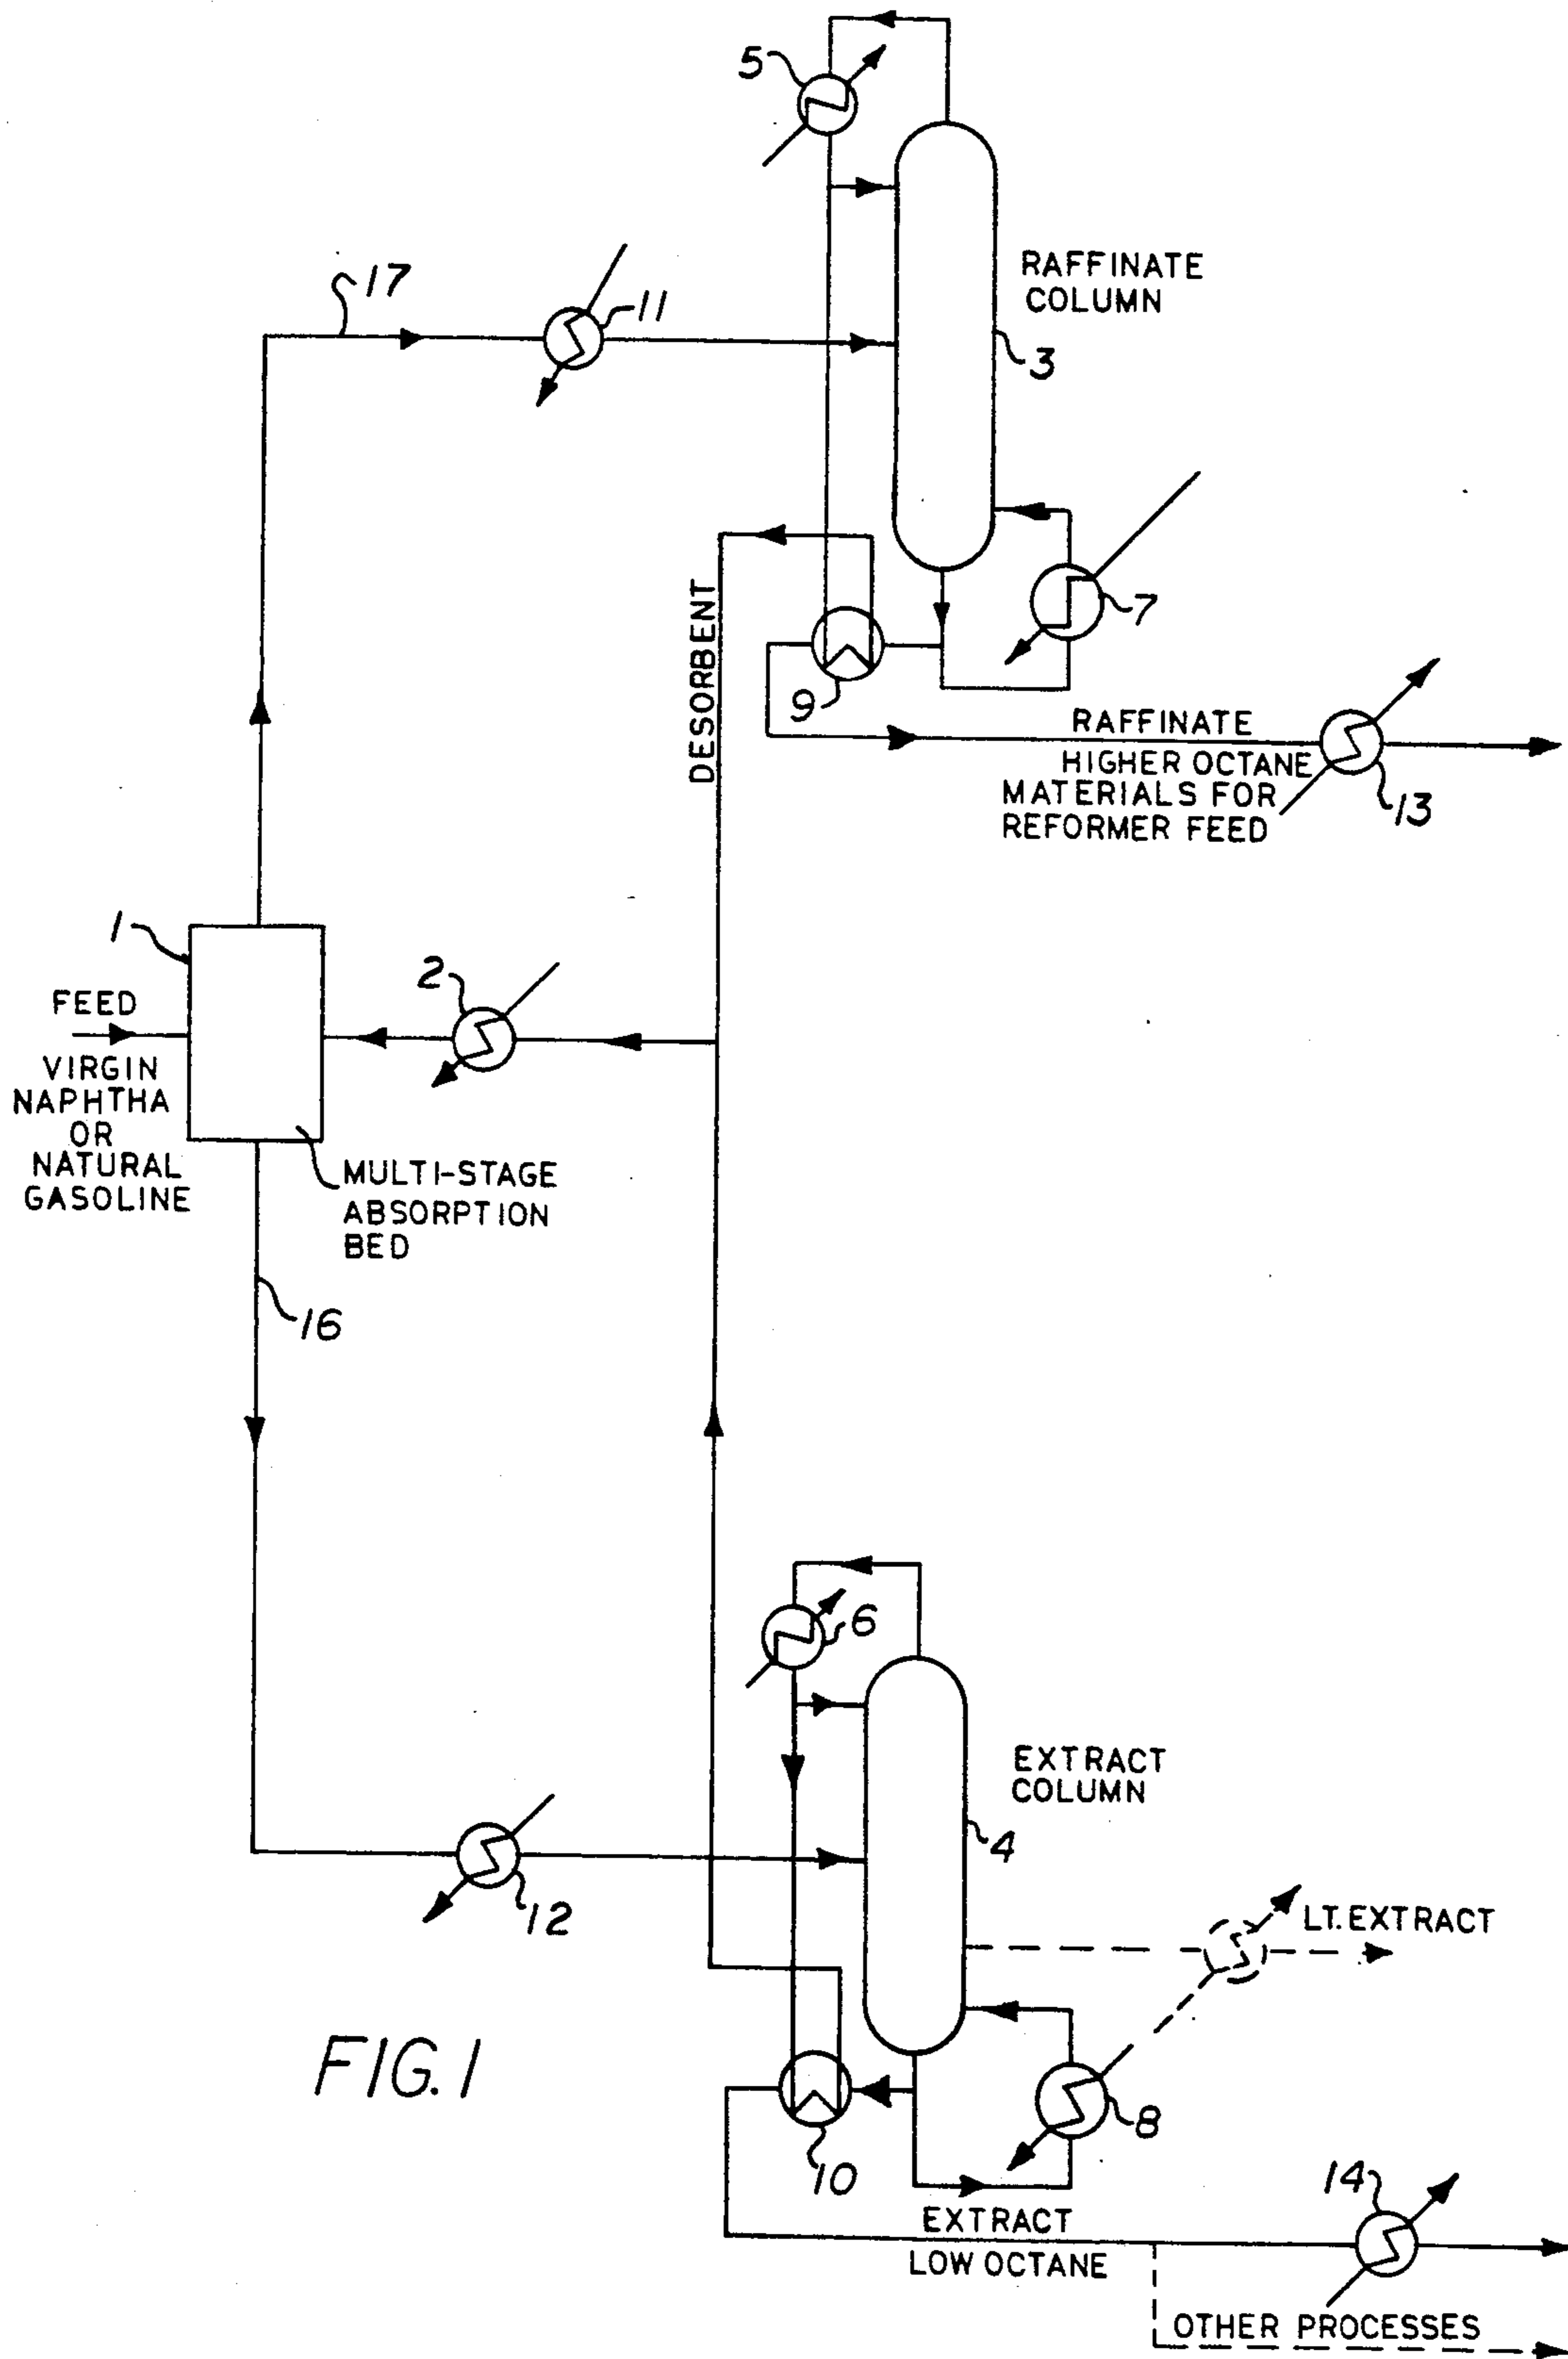 5
17
11
RAFFINATE
COLUMN
3
7
DESORBENT
9
RAFFINATE
HIGHER OCTANE
MATERIALS FOR
REFORMER FEED
13
1
2
FEED
VIRGIN
NAPHTHA
OR
NATURAL
GASOLINE
MULTI-STAGE
ABSORPTION
BED
16
6
EXTRACT
COLUMN
4
12
LT. EXTRACT
FIG. 1
8
10
14
EXTRACT
LOW OCTANE
OTHER PROCESSES